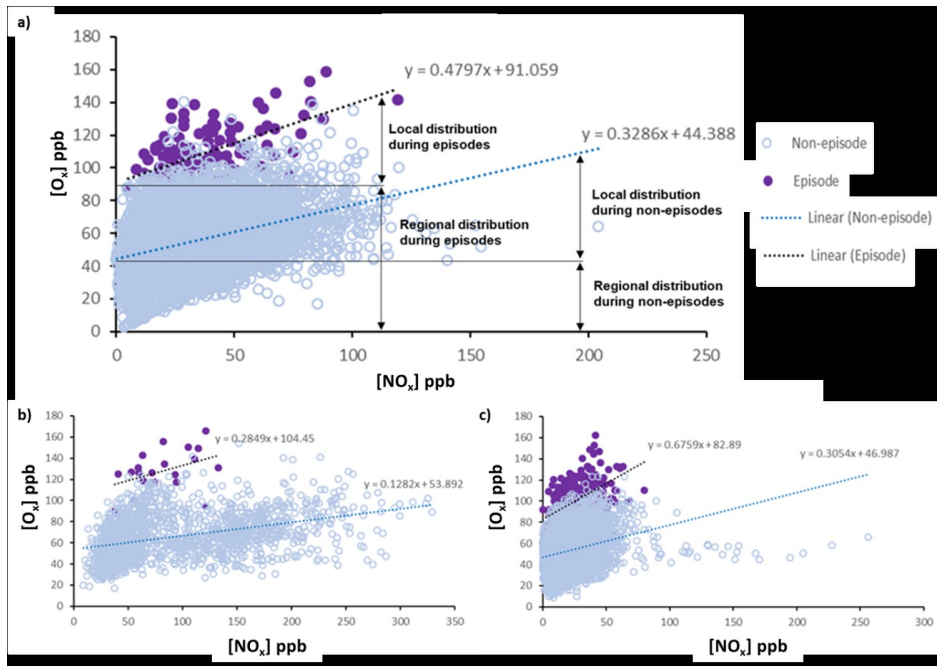 a)
[Oₓ] ppb
180
160
140
120
100
80
60
40
20
0
0
50
100
150
200
250
[NOₓ] ppb
y = 0.4797x + 91.059
y = 0.3286x + 44.388
Local distribution
during episodes
Regional distribution
during episodes
Local distribution
during non-episodes
Regional distribution
during non-episodes
Non-episode
Episode
Linear (Non-episode)
Linear (Episode)
b)
[Oₓ] ppb
180
160
140
120
100
80
60
40
20
0
0
50
100
150
200
250
300
350
[NOₓ] ppb
y = 0.2849x + 104.45
y = 0.1282x + 53.892
c)
[Oₓ] ppb
180
160
140
120
100
80
60
40
20
0
0
50
100
150
200
250
300
[NOₓ] ppb
y = 0.6759x + 82.89
y = 0.3054x + 46.987